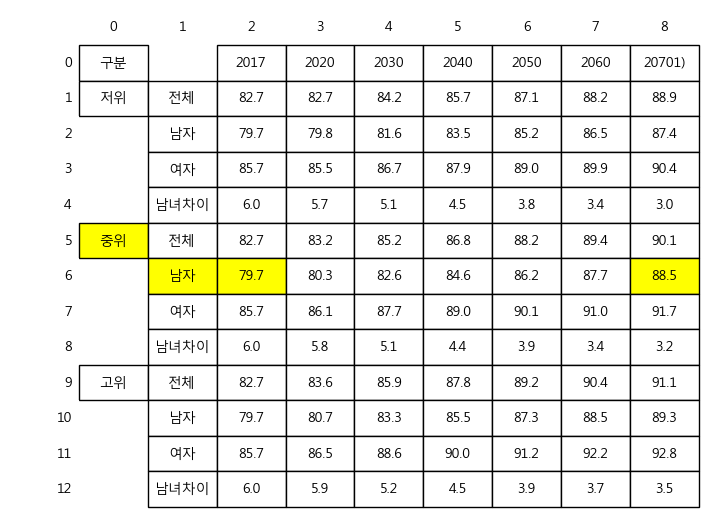 0 1 2 3 4 5 6 7 8
0 구분 2017 2020 2030 2040 2050 2060 20701)
1 저위 전체 82.7 82.7 84.2 85.7 87.1 88.2 88.9
2 남자 79.7 79.8 81.6 83.5 85.2 86.5 87.4
3 여자 85.7 85.5 86.7 87.9 89.0 89.9 90.4
4 남녀차이 6.0 5.7 5.1 4.5 3.8 3.4 3.0
5 중위 전체 82.7 83.2 85.2 86.8 88.2 89.4 90.1
6 남자 79.7 80.3 82.6 84.6 86.2 87.7 88.5
7 여자 85.7 86.1 87.7 89.0 90.1 91.0 91.7
8 남녀차이 6.0 5.8 5.1 4.4 3.9 3.4 3.2
9 고위 전체 82.7 83.6 85.9 87.8 89.2 90.4 91.1
10 남자 79.7 80.7 83.3 85.5 87.3 88.5 89.3
11 여자 85.7 86.5 88.6 90.0 91.2 92.2 92.8
12 남녀차이 6.0 5.9 5.2 4.5 3.9 3.7 3.5